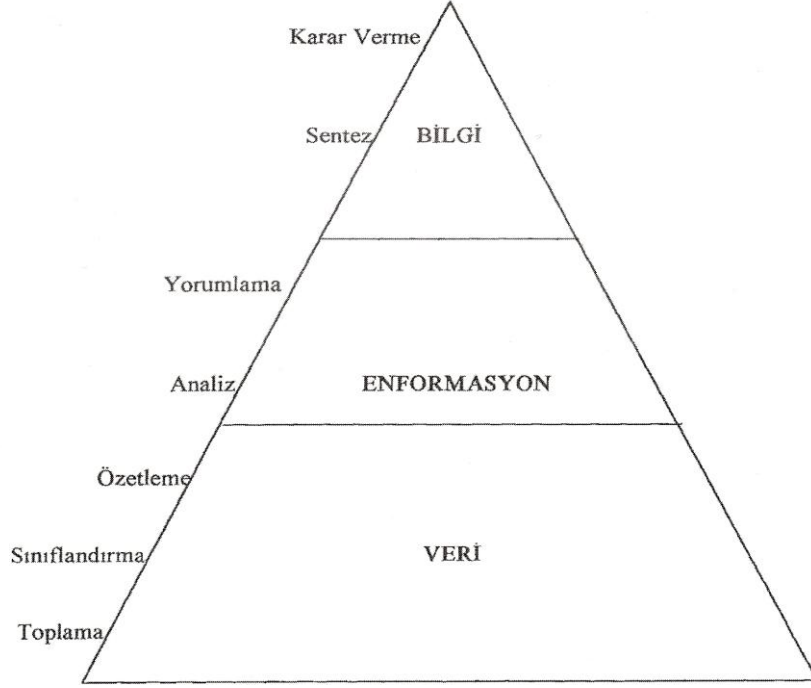 Karar Verme
Sentez
BİLGİ
Yorumlama
Analiz
ENFORMASYON
Özetleme
Sınıflandırma
VERİ
Toplama